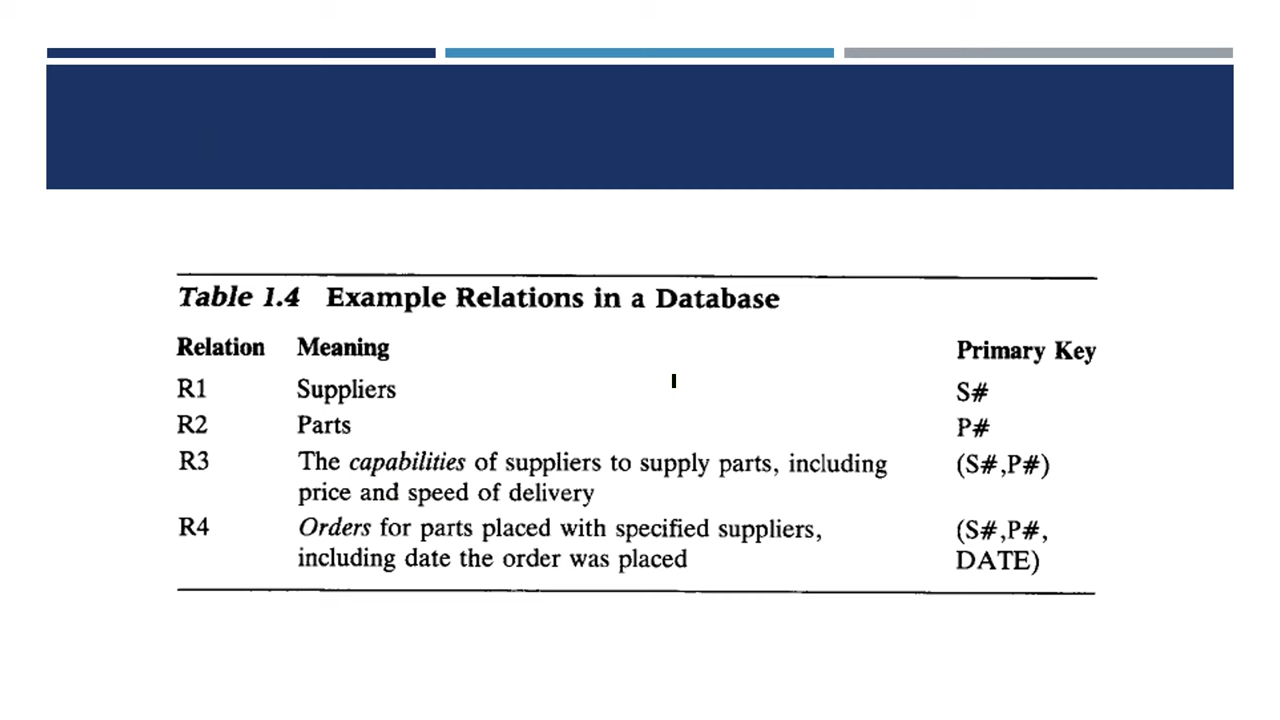 Table 1.4 Example Relations in a Database
Relation Meaning Primary Key
R1 Suppliers S#
R2 Parts P#
R3 The capabilities of suppliers to supply parts, including (S#,P#)
price and speed of delivery
R4 Orders for parts placed with specified suppliers, (S#,P#,
including date the order was placed DATE)